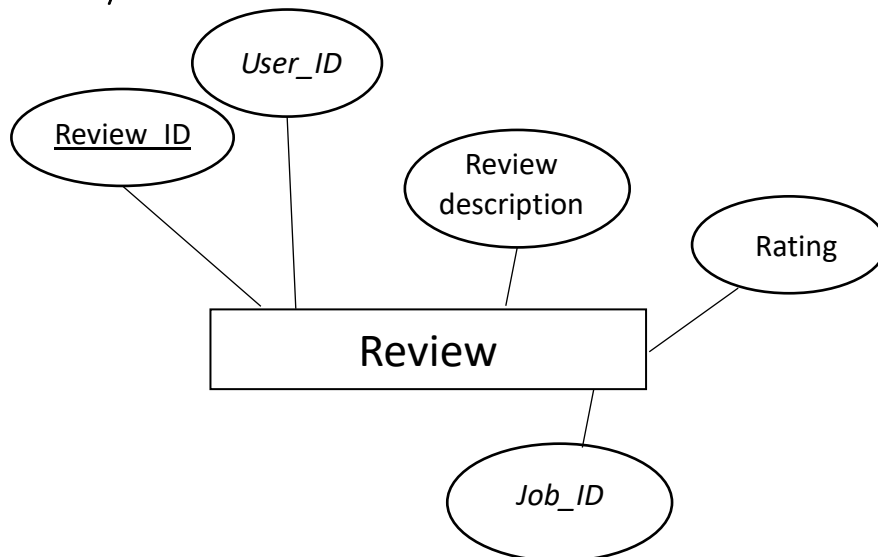 User_ID
Review_ID
Review
description
Rating
Review
Job_ID